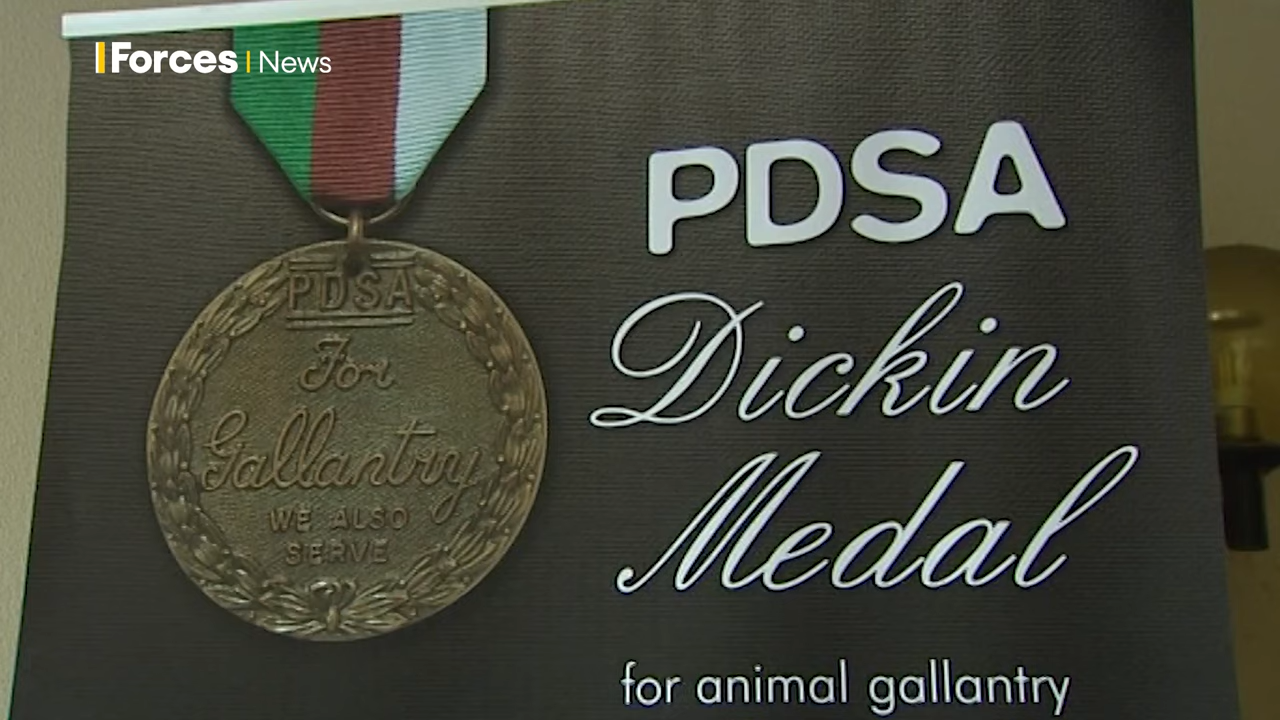 Forces News
PDSA
For
Gallantry
WE ALSO
SERVE
PDSA
Dickin
Medal
for animal gallantry